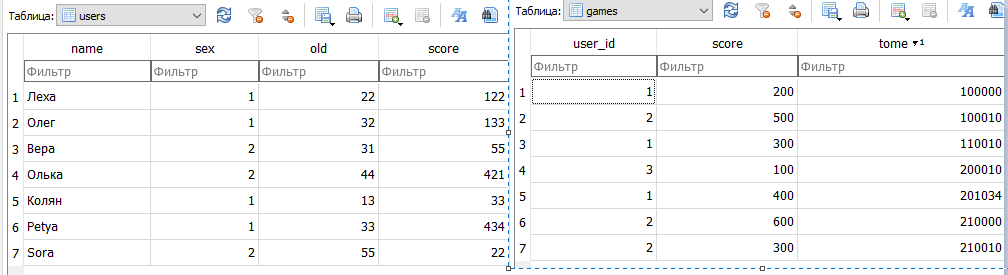 Таблица: users
name sex old score
Фильтр Фильтр Фильтр Фильтр
1 Леха 1 22 122
2 Олег 1 32 133
3 Вера 2 31 55
4 Олька 2 44 421
5 Колян 1 13 33
6 Petya 1 33 434
7 Sora 2 55 22
Таблица: games
user_id score tome 1
Фильтр Фильтр Фильтр
1 1 200 100000
2 2 500 100010
3 1 300 110010
4 3 100 200010
5 1 400 201034
6 2 600 210000
7 2 300 210010